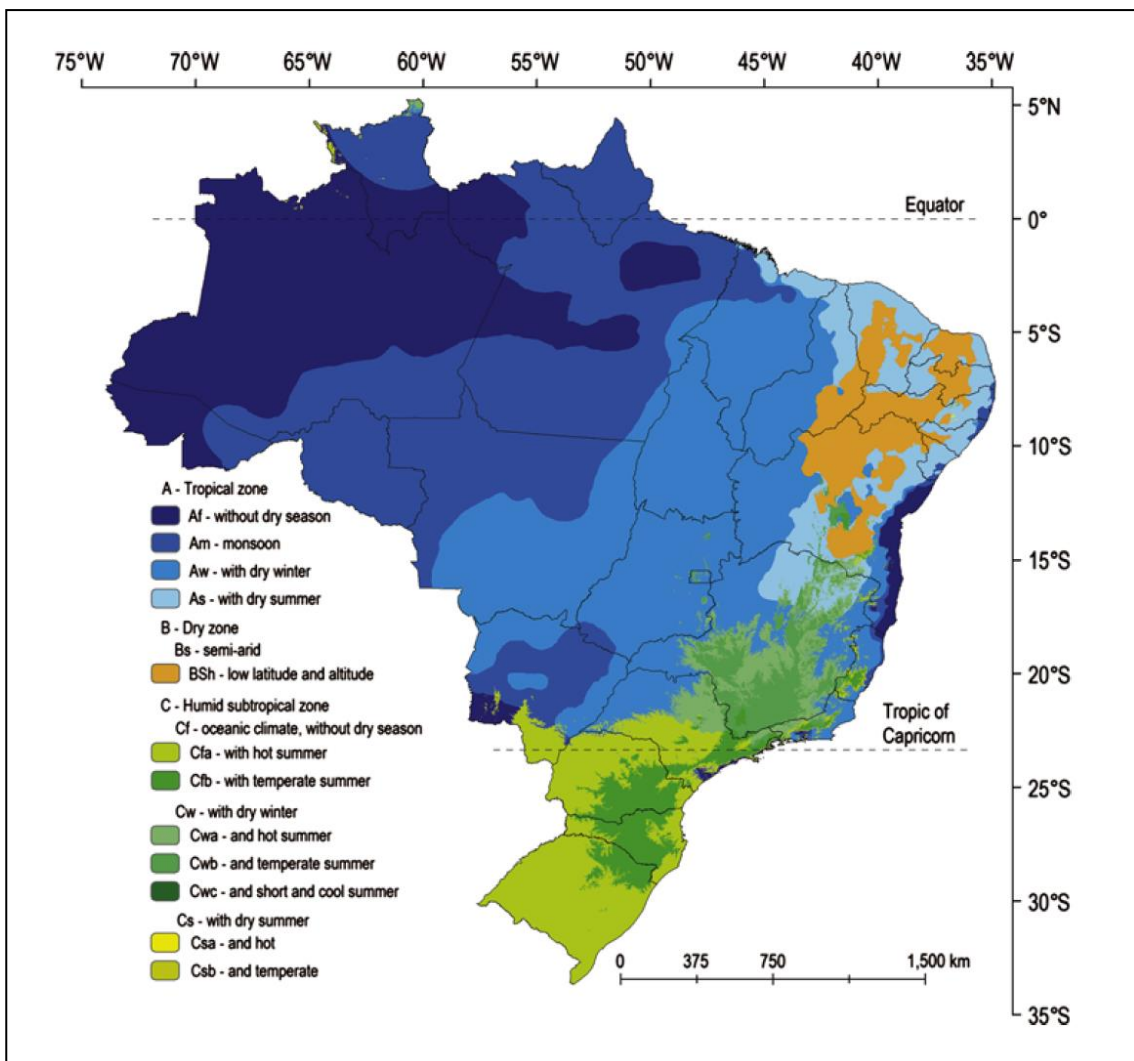 75°W 70°W 65°W 60°W 55°W 50°W 45°W 40°W 35°W
5°N
Equator
0°
5°S
10°S
A - Tropical zone
Af - without dry season
Am - monsoon
Aw - with dry winter
As - with dry summer
15°S
B - Dry zone
Bs - semi-arid
BSh - low latitude and altitude
20°S
C - Humid subtropical zone
Cf - oceanic climate, without dry season
Cfa - with hot summer
Cfb - with temperate summer
Tropic of
Capricorn
25°S
Cw - with dry winter
Cwa - and hot summer
Cwb - and temperate summer
Cwc - and short and cool summer
30°S
Cs - with dry summer
Csa - and hot
Csb - and temperate
0 375 750 1,500 km
35°S